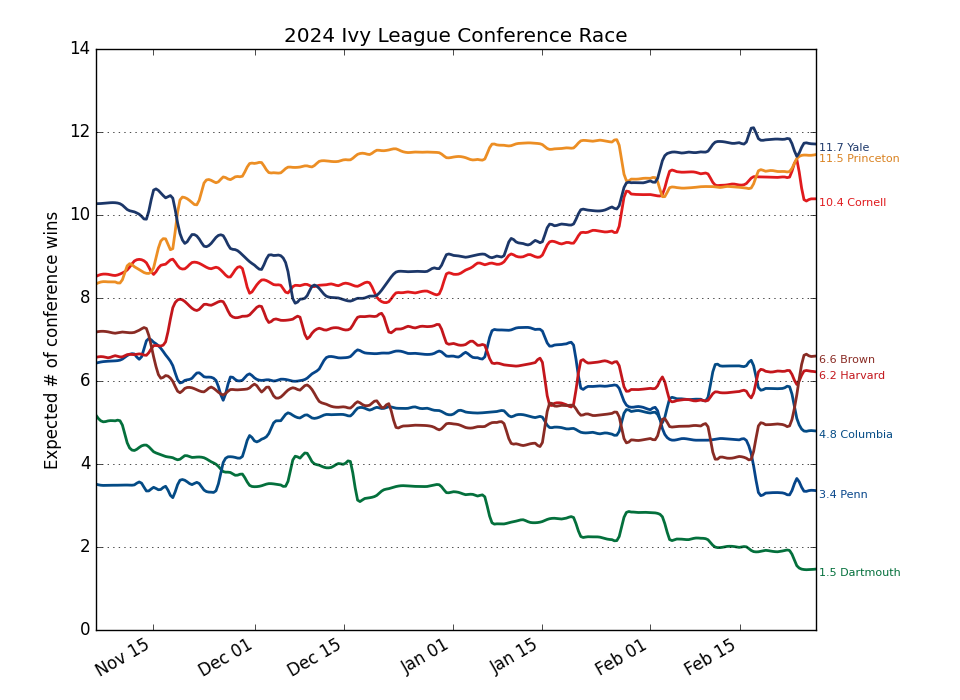 2024 Ivy League Conference Race
Expected # of conference wins
14
12
10
8
6
4
2
0
Nov 15
Dec 01
Dec 15
Jan 01
Jan 15
Feb 01
Feb 15
11.7 Yale
11.5 Princeton
10.4 Cornell
6.6 Brown
6.2 Harvard
4.8 Columbia
3.4 Penn
1.5 Dartmouth